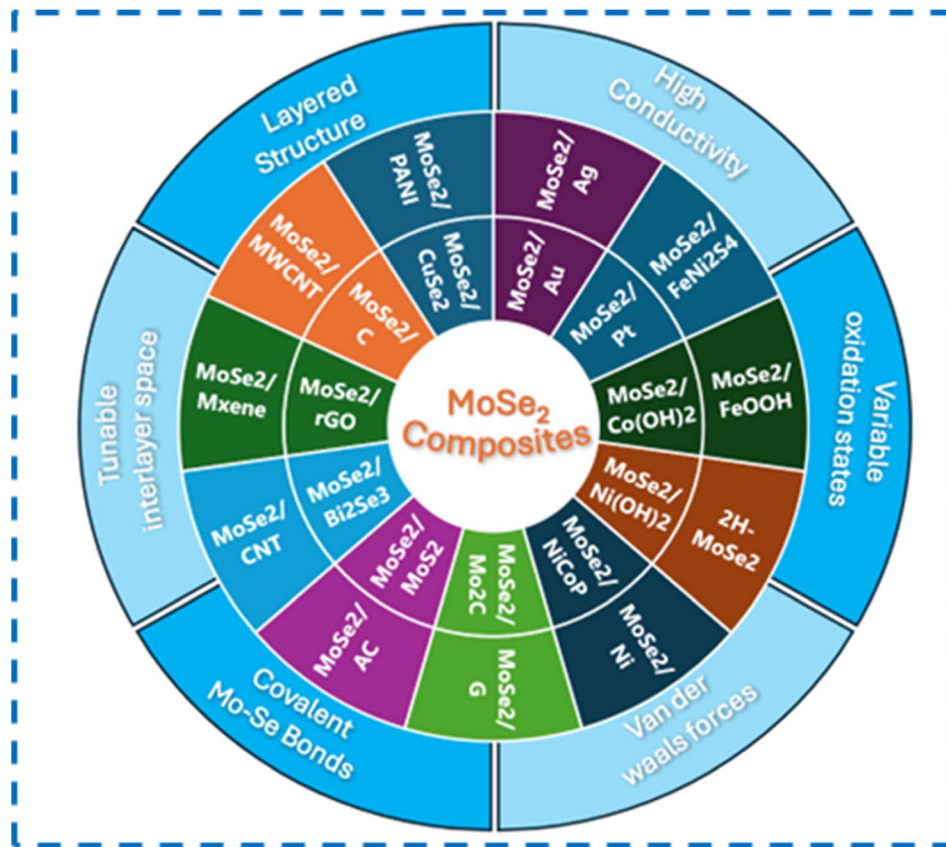 High
Conductivity
Variable
oxidation states
Van der
waals forces
Covalent
Mo-Se Bonds
Tunable
interlayer space
Layered
Structure
MoSe2/
Ag
MoSe2/
FeNi2S4
MoSe2/
FeOOH
2H-
MoSe2
MoSe2/
Ni
MoSe2/
G
MoSe2/
AC
MoSe2/
CNT
MoSe2/
Mxene
MoSe2/
MWCNT
MoSe2/
PANI
MoSe2/
Au
MoSe2/
Pt
MoSe2/
Co(OH)2
MoSe2/
Ni(OH)2
MoSe2/
NiCoP
MoSe2/
Mo2C
MoSe2/
MoS2
MoSe2/
Bi2Se3
MoSe2/
rGO
MoSe2/
C
MoSe2/
CuSe2
MoSe₂
Composites